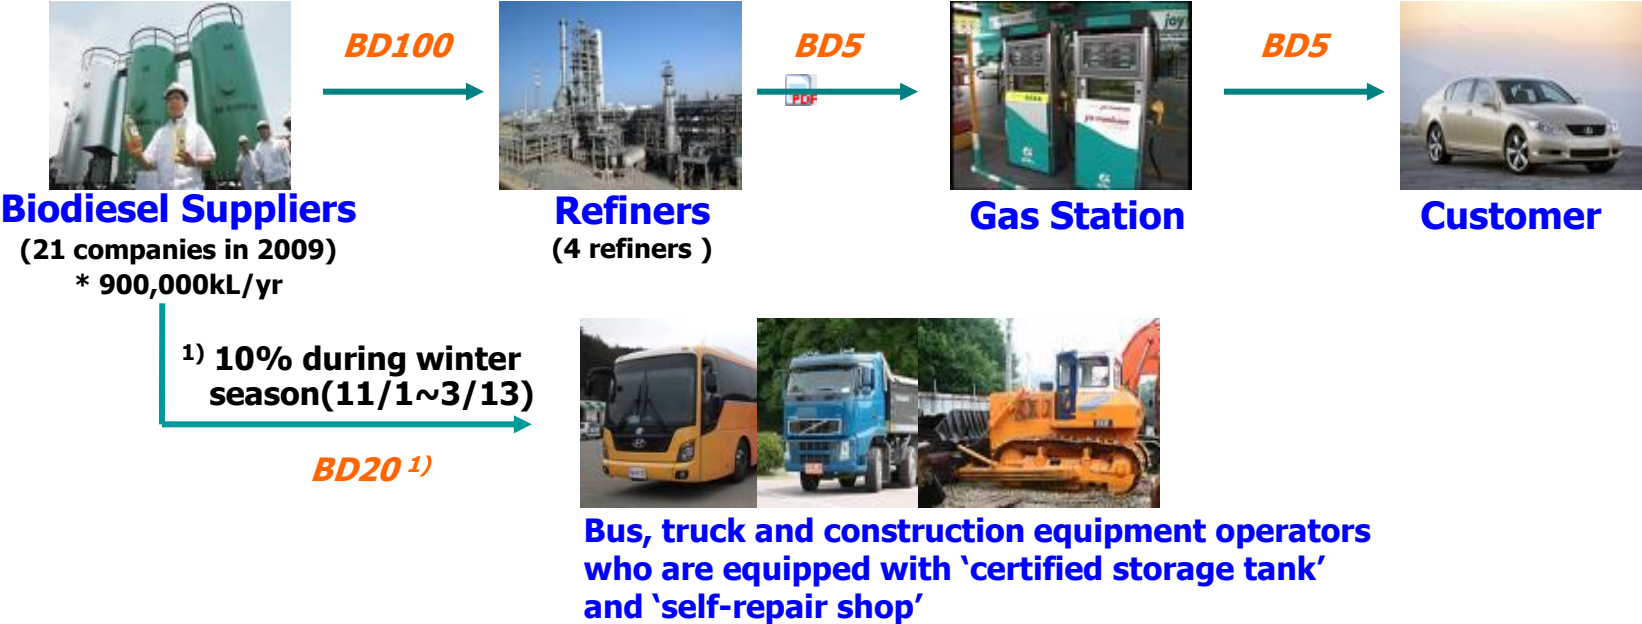 BD100
BD5
BD5
joy
PDF
Biodiesel Suppliers
(21 companies in 2009)
* 900,000kL/yr
Refiners
(4 refiners )
Gas Station
Customer
1) 10% during winter
season(11/1~3/13)
BD20 1)
Bus, truck and construction equipment operators
who are equipped with ‘certified storage tank’
and ‘self-repair shop’